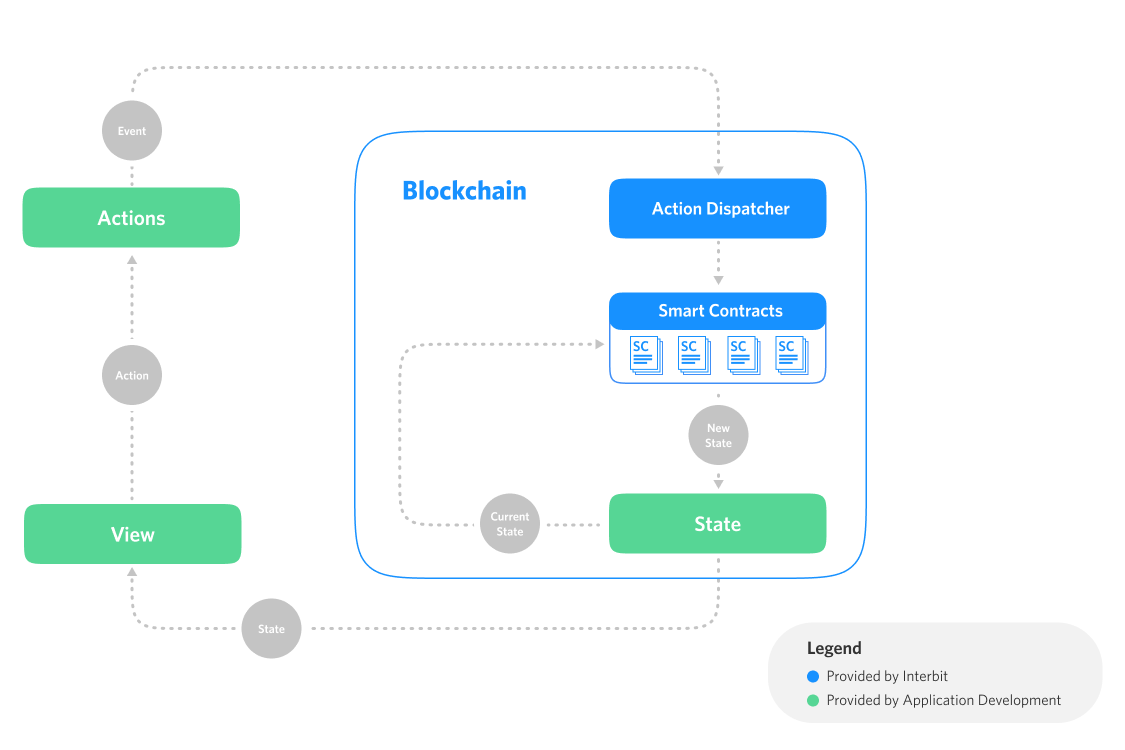 Event
Blockchain
Actions
Action Dispatcher
Smart Contracts
SC SC SC SC
Action
New
State
Current
State
State
View
State
Legend
Provided by Interbit
Provided by Application Development